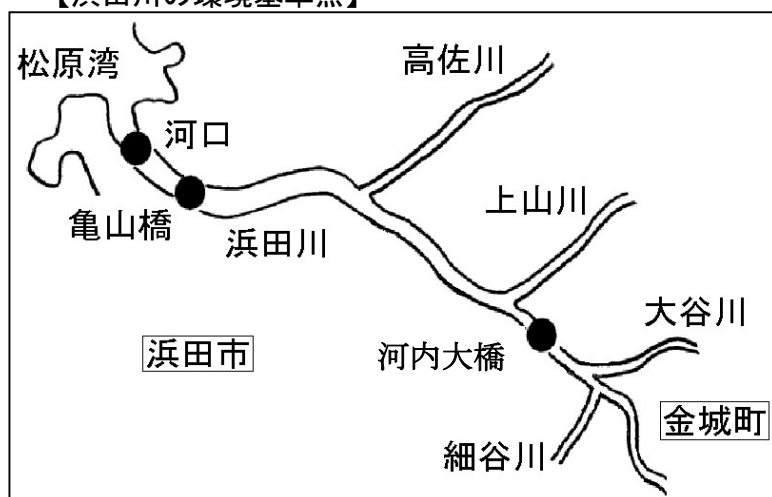 【浜田川の環境基準点】
松原湾
高佐川
河口
亀山橋
上山川
浜田川
大谷川
浜田市
河内大橋
金城町
細谷川